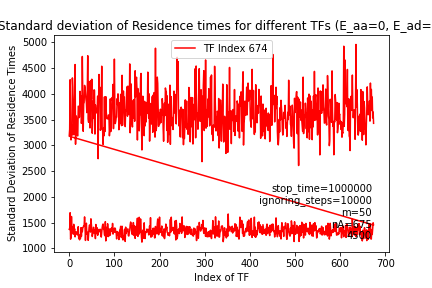 Standard deviation of Residence times for different TFs (E_aa=0, E_ad=
TF Index 674
Standard Deviation of Residence Times
5000
4500
4000
3500
3000
2500
2000
1500
1000
stop_time=1000000
ignoring_steps=10000
m=50
nA=675
0 100 200 300 400 500 600 700
Index of TF